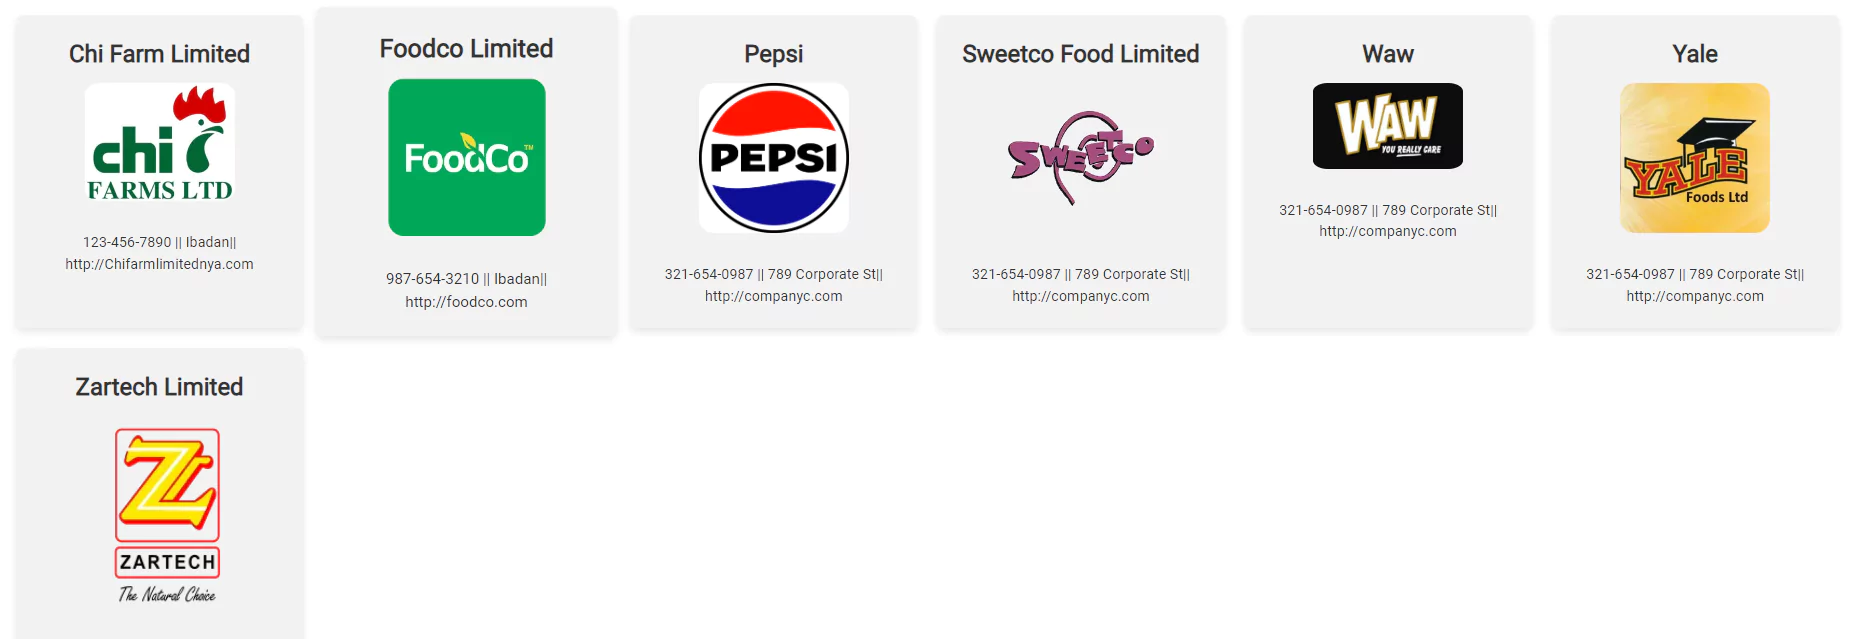 Chi Farm Limited
chi
FARMS LTD
123-456-7890 || Ibadan||
http://Chifarmlimitednya.com
Foodco Limited
FoodCo™
987-654-3210 || Ibadan||
http://foodco.com
Pepsi
PEPSI
321-654-0987 || 789 Corporate St||
http://companyc.com
Sweetco Food Limited
SWEETCO
321-654-0987 || 789 Corporate St||
http://companyc.com
Waw
WAW
YOU REALLY CARE
321-654-0987 || 789 Corporate St||
http://companyc.com
Yale
YALE
Foods Ltd
321-654-0987 || 789 Corporate St||
http://companyc.com
Zartech Limited
Z
ZARTECH
The Natural Choice